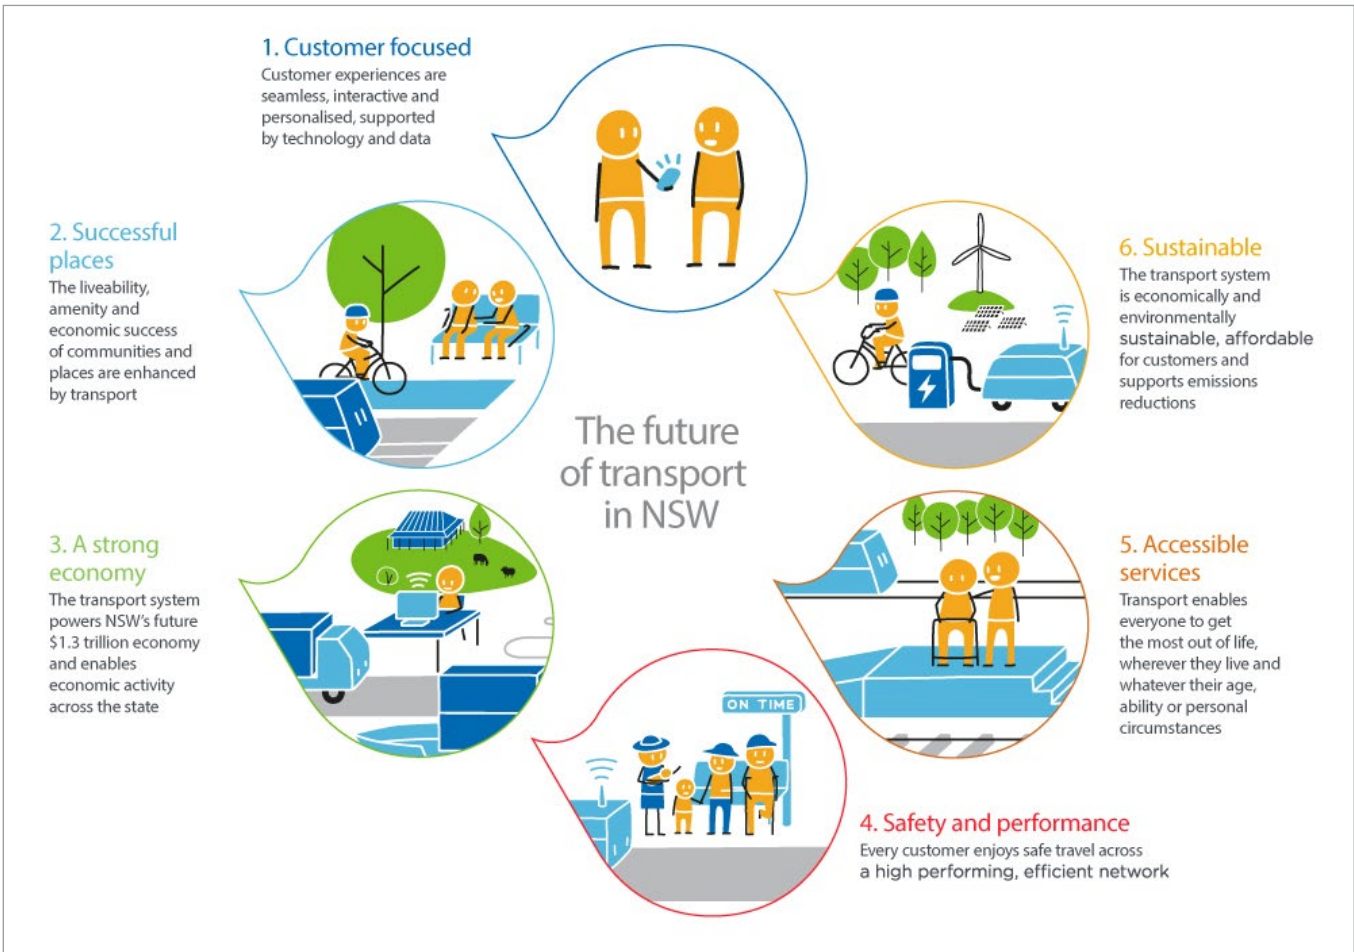 1. Customer focused
Customer experiences are
seamless, interactive and
personalised, supported
by technology and data
2. Successful
places
The liveability,
amenity and
economic success
of communities and
places are enhanced
by transport
3. A strong
economy
The transport system
powers NSW's future
$1.3 trillion economy
and enables
economic activity
across the state
The future
of transport
in NSW
ON TIME
4. Safety and performance
Every customer enjoys safe travel across
a high performing, efficient network
5. Accessible
services
Transport enables
everyone to get
the most out of life,
wherever they live and
whatever their age,
ability or personal
circumstances
6. Sustainable
The transport system
is economically and
environmentally
sustainable, affordable
for customers and
supports emissions
reductions